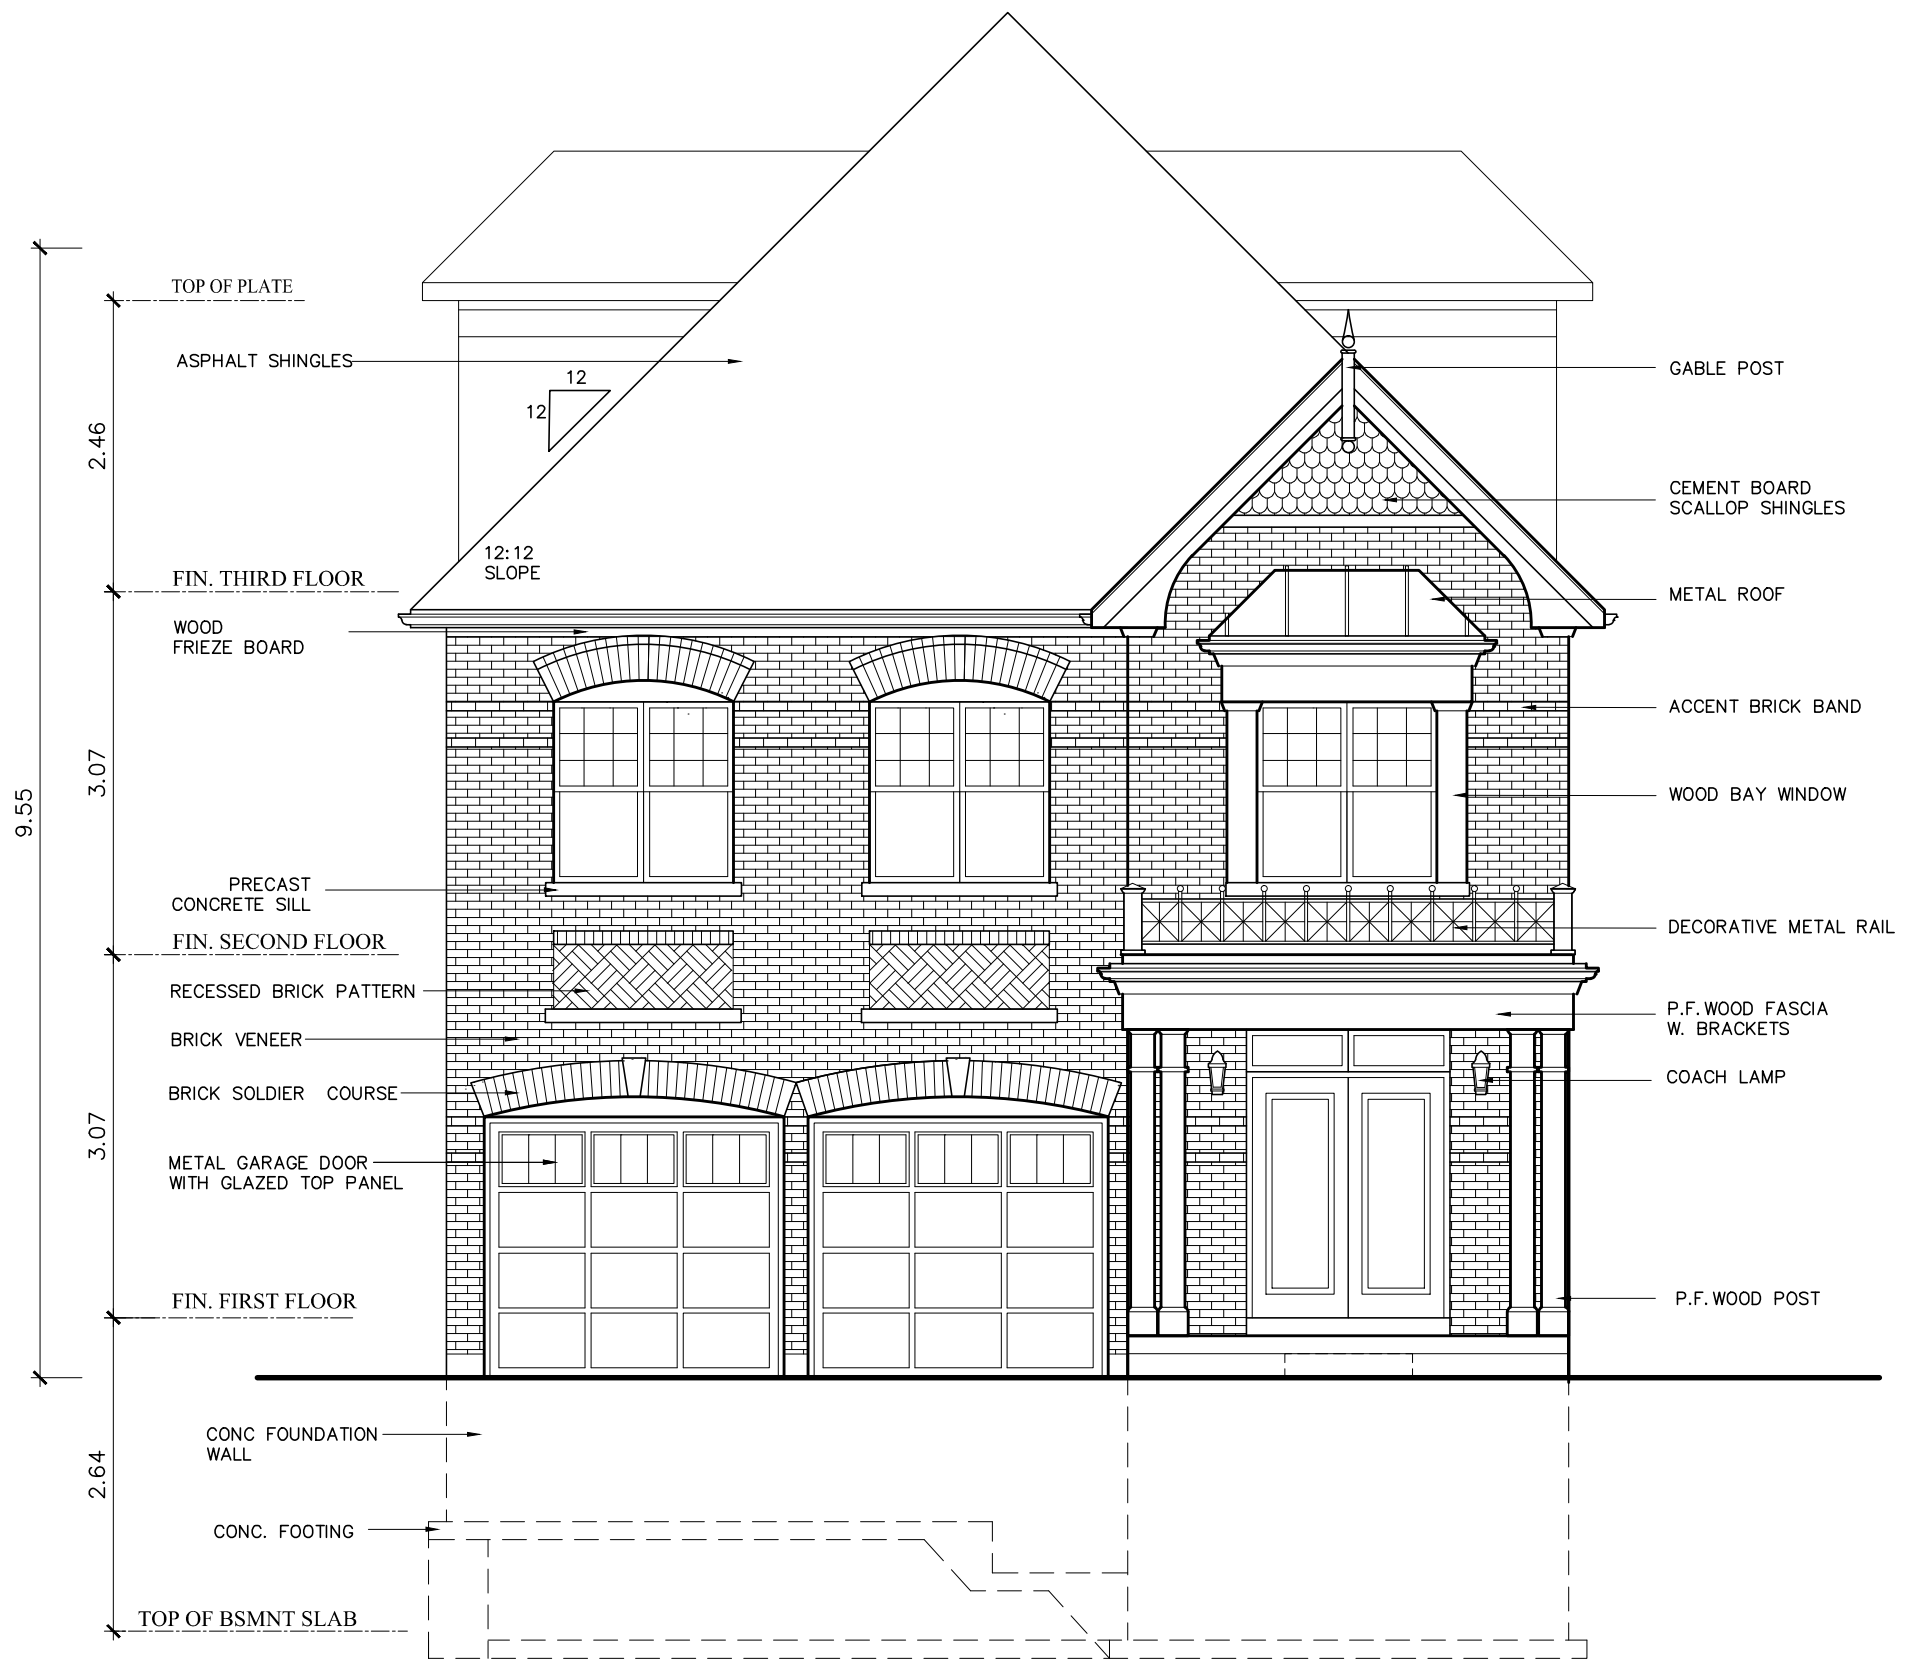 TOP OF PLATE
ASPHALT SHINGLES
12
12
2.46
12:12
SLOPE
FIN. THIRD FLOOR
WOOD
FRIEZE BOARD
3.07
9.55
PRECAST
CONCRETE SILL
FIN. SECOND FLOOR
RECESSED BRICK PATTERN
BRICK VENEER
BRICK SOLDIER COURSE
3.07
METAL GARAGE DOOR
WITH GLAZED TOP PANEL
FIN. FIRST FLOOR
CONC FOUNDATION
WALL
2.64
CONC. FOOTING
TOP OF BSMNT SLAB
GABLE POST
CEMENT BOARD
SCALLOP SHINGLES
METAL ROOF
ACCENT BRICK BAND
WOOD BAY WINDOW
DECORATIVE METAL RAIL
P.F. WOOD FASCIA
W. BRACKETS
COACH LAMP
P.F. WOOD POST